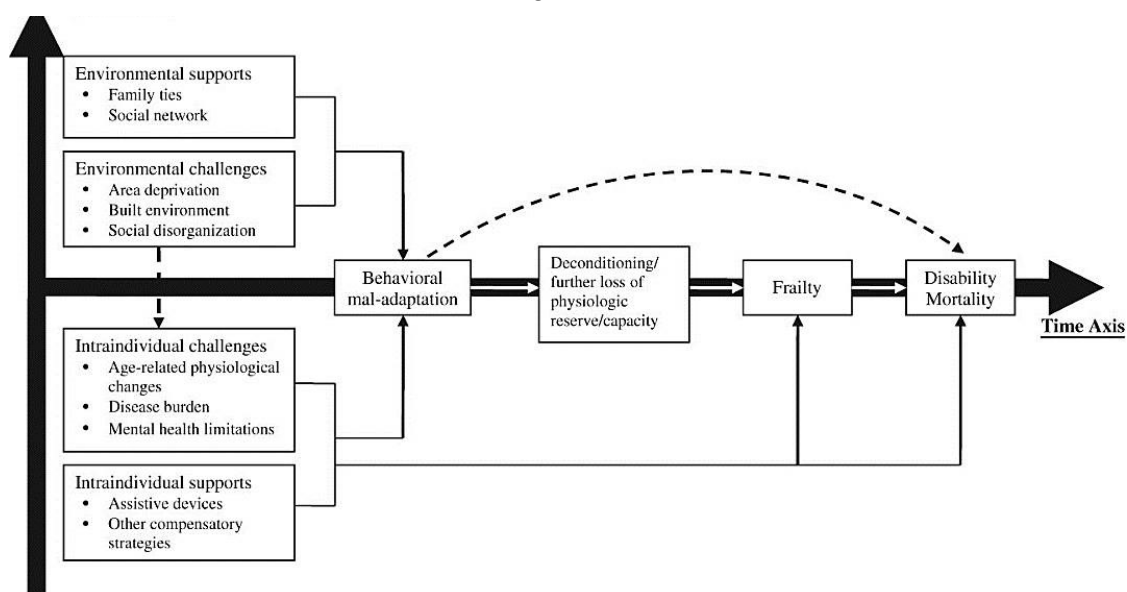 Environmental supports
• Family ties
• Social network
Environmental challenges
• Area deprivation
• Built environment
• Social disorganization
Behavioral
mal-adaptation
Deconditioning/
further loss of
physiologic
reserve/capacity
Frailty
Disability
Mortality
Time Axis
Intraindividual challenges
• Age-related physiological
changes
• Disease burden
• Mental health limitations
Intraindividual supports
• Assistive devices
• Other compensatory
strategies